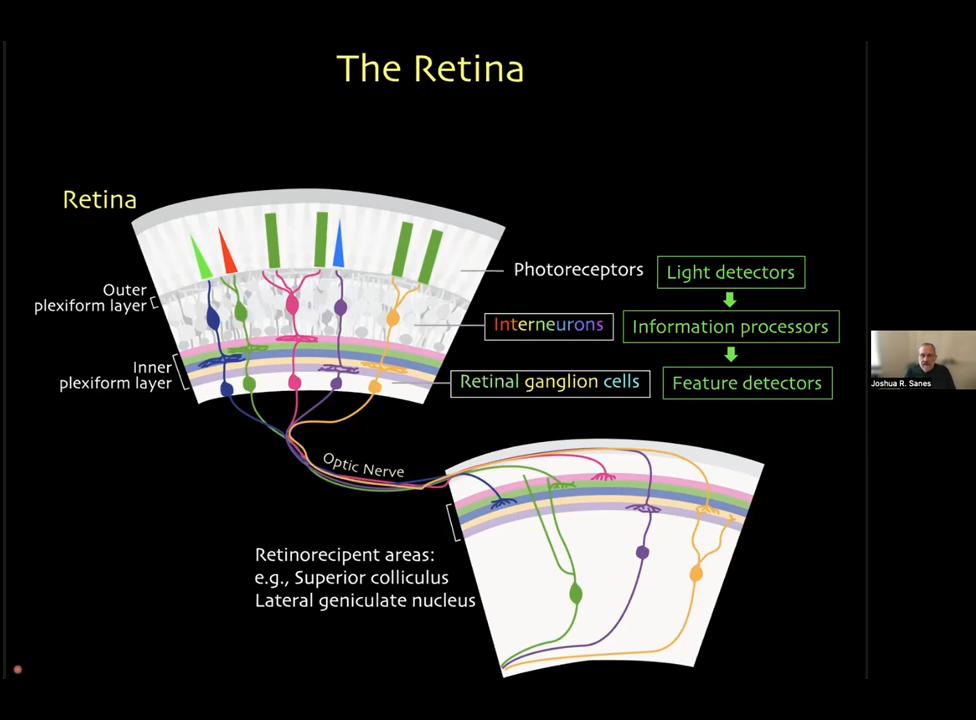 The Retina
Retina
Outer
plexiform layer
Inner
plexiform layer
Photoreceptors
Light detectors
Interneurons
Information processors
Retinal ganglion cells
Feature detectors
Joshua R. Sanes
Optic Nerve
Retinorecipent areas:
e.g., Superior colliculus
Lateral geniculate nucleus